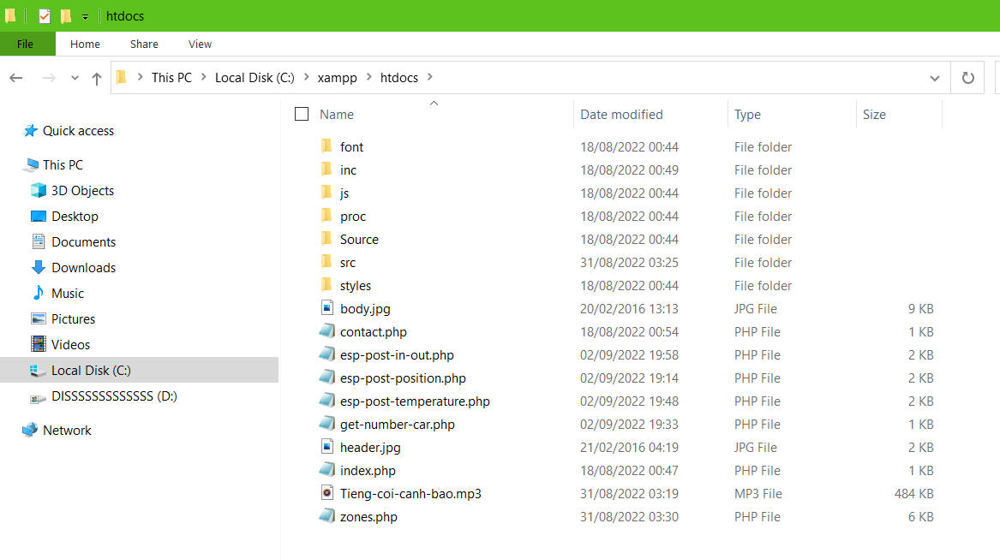 htdocs
File Home Share View
This PC Local Disk (C:) xampp htdocs
Name Date modified Type Size
Quick access
This PC
3D Objects
Desktop
Documents
Downloads
Music
Pictures
Videos
Local Disk (C:)
DISSSSSSSSSSSSS (D:)
Network
font 18/08/2022 00:44 File folder
inc 18/08/2022 00:49 File folder
js 18/08/2022 00:44 File folder
proc 18/08/2022 00:44 File folder
Source 18/08/2022 00:44 File folder
src 31/08/2022 03:25 File folder
styles 18/08/2022 00:44 File folder
body.jpg 20/02/2016 13:13 JPG File 9 KB
contact.php 18/08/2022 00:54 PHP File 1 KB
esp-post-in-out.php 02/09/2022 19:58 PHP File 2 KB
esp-post-position.php 02/09/2022 19:14 PHP File 2 KB
esp-post-temperature.php 02/09/2022 19:48 PHP File 2 KB
get-number-car.php 02/09/2022 19:33 PHP File 1 KB
header.jpg 21/02/2016 04:19 JPG File 2 KB
index.php 18/08/2022 00:47 PHP File 1 KB
Tieng-coi-canh-bao.mp3 31/08/2022 03:19 MP3 File 484 KB
zones.php 31/08/2022 03:30 PHP File 6 KB